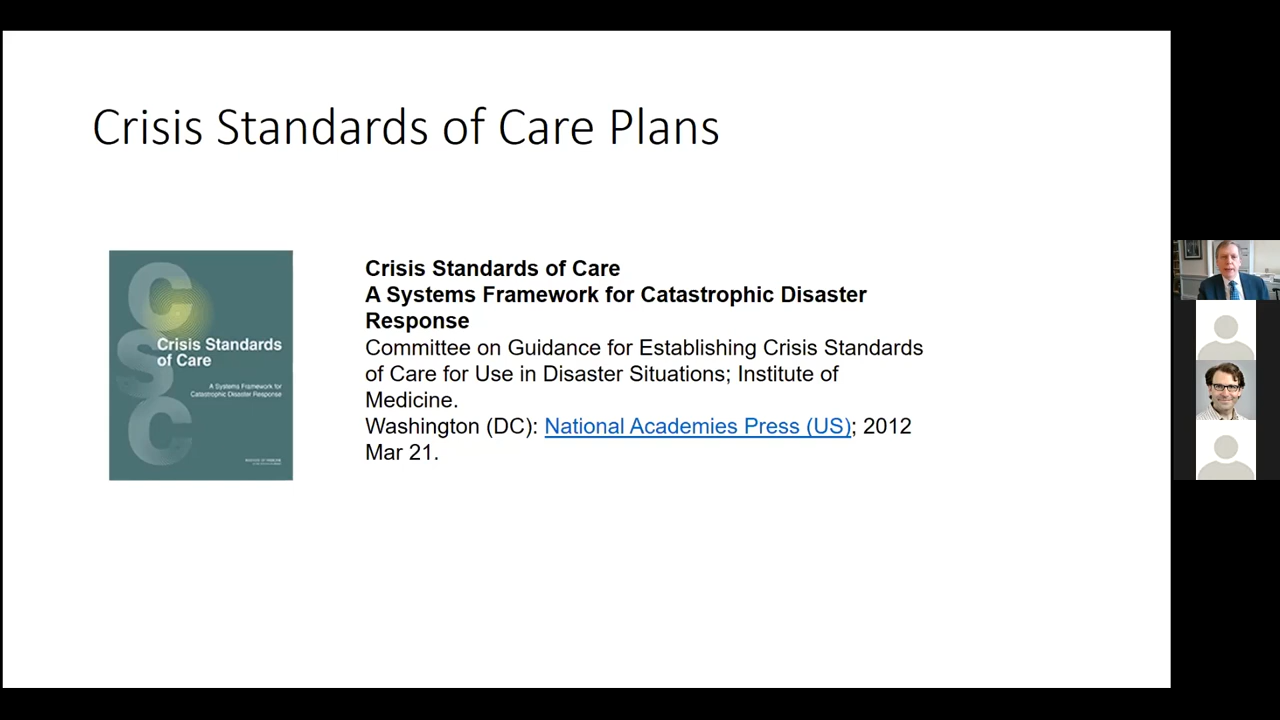 Crisis Standards of Care Plans
Crisis Standards
of Care
A Systems Framework for
Catastrophic Disaster Response
Crisis Standards of Care
A Systems Framework for Catastrophic Disaster
Response
Committee on Guidance for Establishing Crisis Standards
of Care for Use in Disaster Situations; Institute of
Medicine.
Washington (DC): National Academies Press (US); 2012
Mar 21.